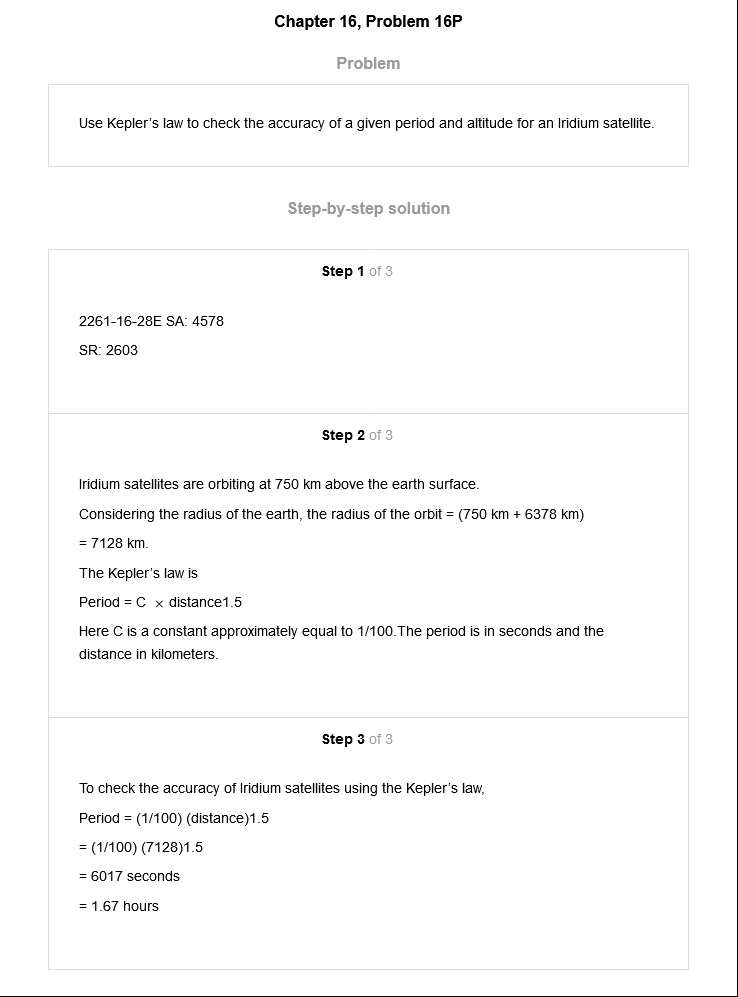 Chapter 16, Problem 16P
Problem
Use Kepler’s law to check the accuracy of a given period and altitude for an Iridium satellite.
Step-by-step solution
Step 1 of 3
2261-16-28E SA: 4578
SR: 2603
Step 2 of 3
Iridium satellites are orbiting at 750 km above the earth surface.
Considering the radius of the earth, the radius of the orbit = (750 km + 6378 km)
= 7128 km.
The Kepler’s law is
Period = C × distance1.5
Here C is a constant approximately equal to 1/100.The period is in seconds and the
distance in kilometers.
Step 3 of 3
To check the accuracy of Iridium satellites using the Kepler’s law,
Period = (1/100) (distance)1.5
= (1/100) (7128)1.5
= 6017 seconds
= 1.67 hours